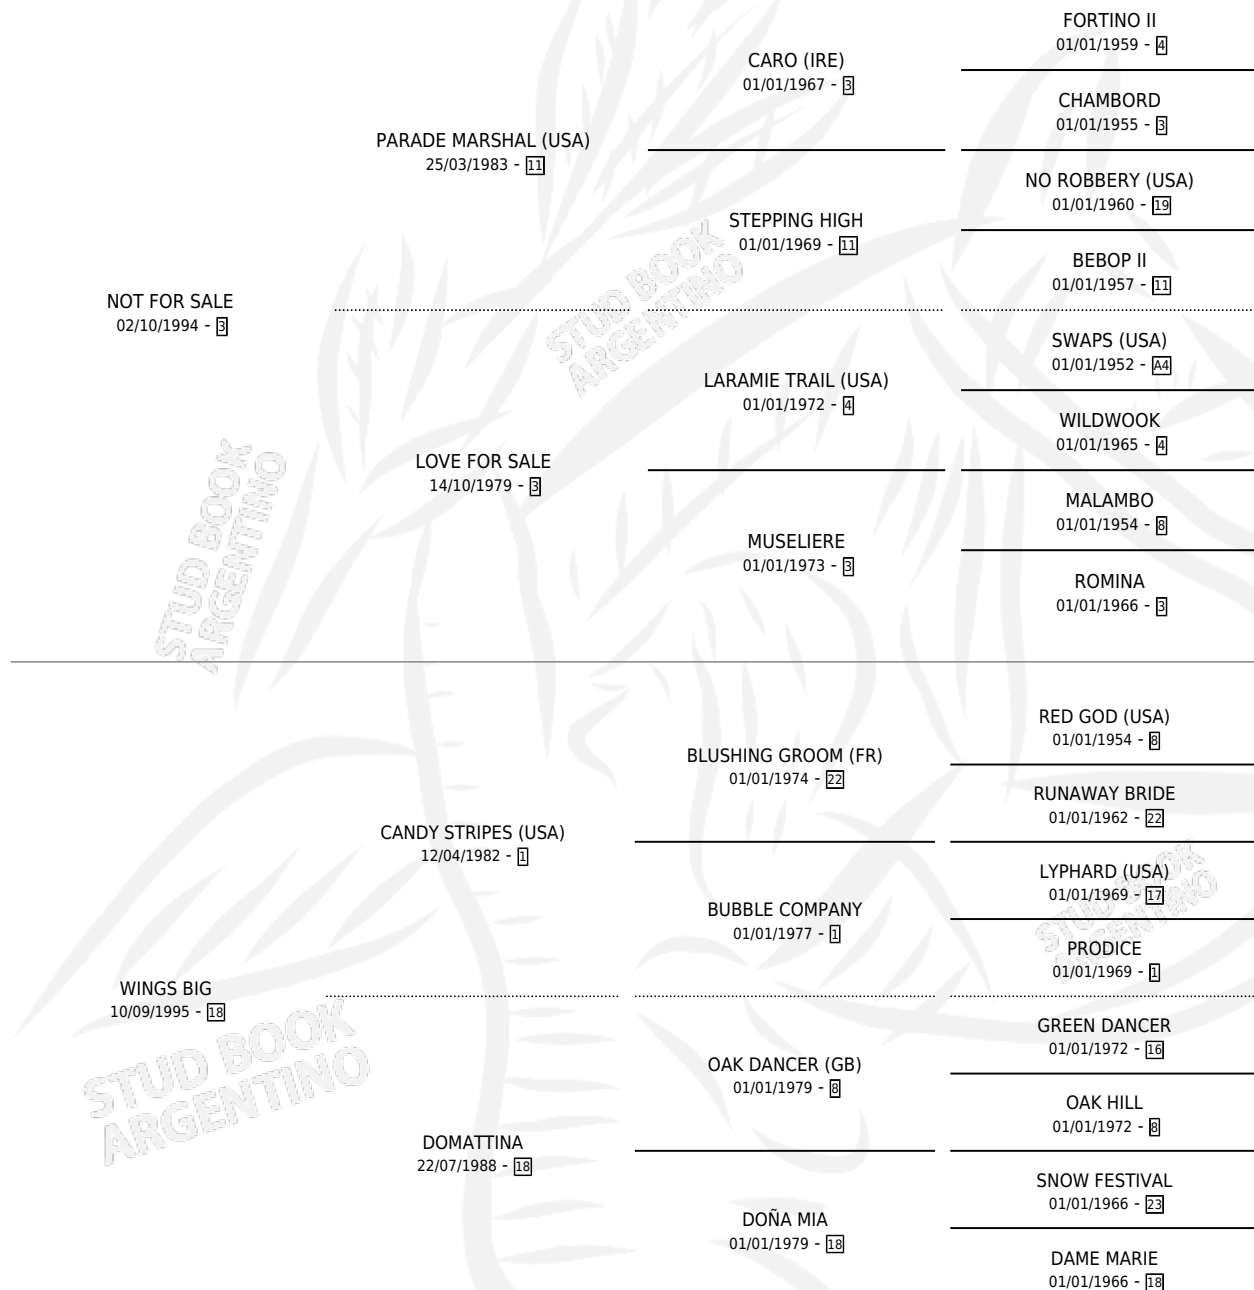 FORTINO II
01/01/1959 - 4
CARO (IRE)
01/01/1967 - 3
CHAMBORD
01/01/1955 - 3
PARADE MARSHAL (USA)
25/03/1983 - 11
NO ROBBERY (USA)
01/01/1960 - 19
STEPPING HIGH
01/01/1969 - 11
BEBOP II
01/01/1957 - 11
NOT FOR SALE
02/10/1994 - 3
STUD BOOK
ARGENTINO
SWAPS (USA)
01/01/1952 - A4
LARAMIE TRAIL (USA)
01/01/1972 - 4
WILDWOOK
01/01/1965 - 4
LOVE FOR SALE
14/10/1979 - 3
MALAMBO
01/01/1954 - 8
MUSELIERE
01/01/1973 - 3
ROMINA
01/01/1966 - 3
STUD BOOK
ARGENTINO
RED GOD (USA)
01/01/1954 - 8
BLUSHING GROOM (FR)
01/01/1974 - 22
RUNAWAY BRIDE
01/01/1962 - 22
CANDY STRIPES (USA)
12/04/1982 - 1
LYPHARD (USA)
01/01/1969 - 17
BUBBLE COMPANY
01/01/1977 - 1
STUD BOOK
ARGENTINO
PRODICE
01/01/1969 - 1
WINGS BIG
10/09/1995 - 18
GREEN DANCER
01/01/1972 - 16
OAK DANCER (GB)
01/01/1979 - 8
OAK HILL
01/01/1972 - 8
STUD BOOK
ARGENTINO
DOMATTINA
22/07/1988 - 18
SNOW FESTIVAL
01/01/1966 - 23
DOÑA MIA
01/01/1979 - 18
DAME MARIE
01/01/1966 - 18